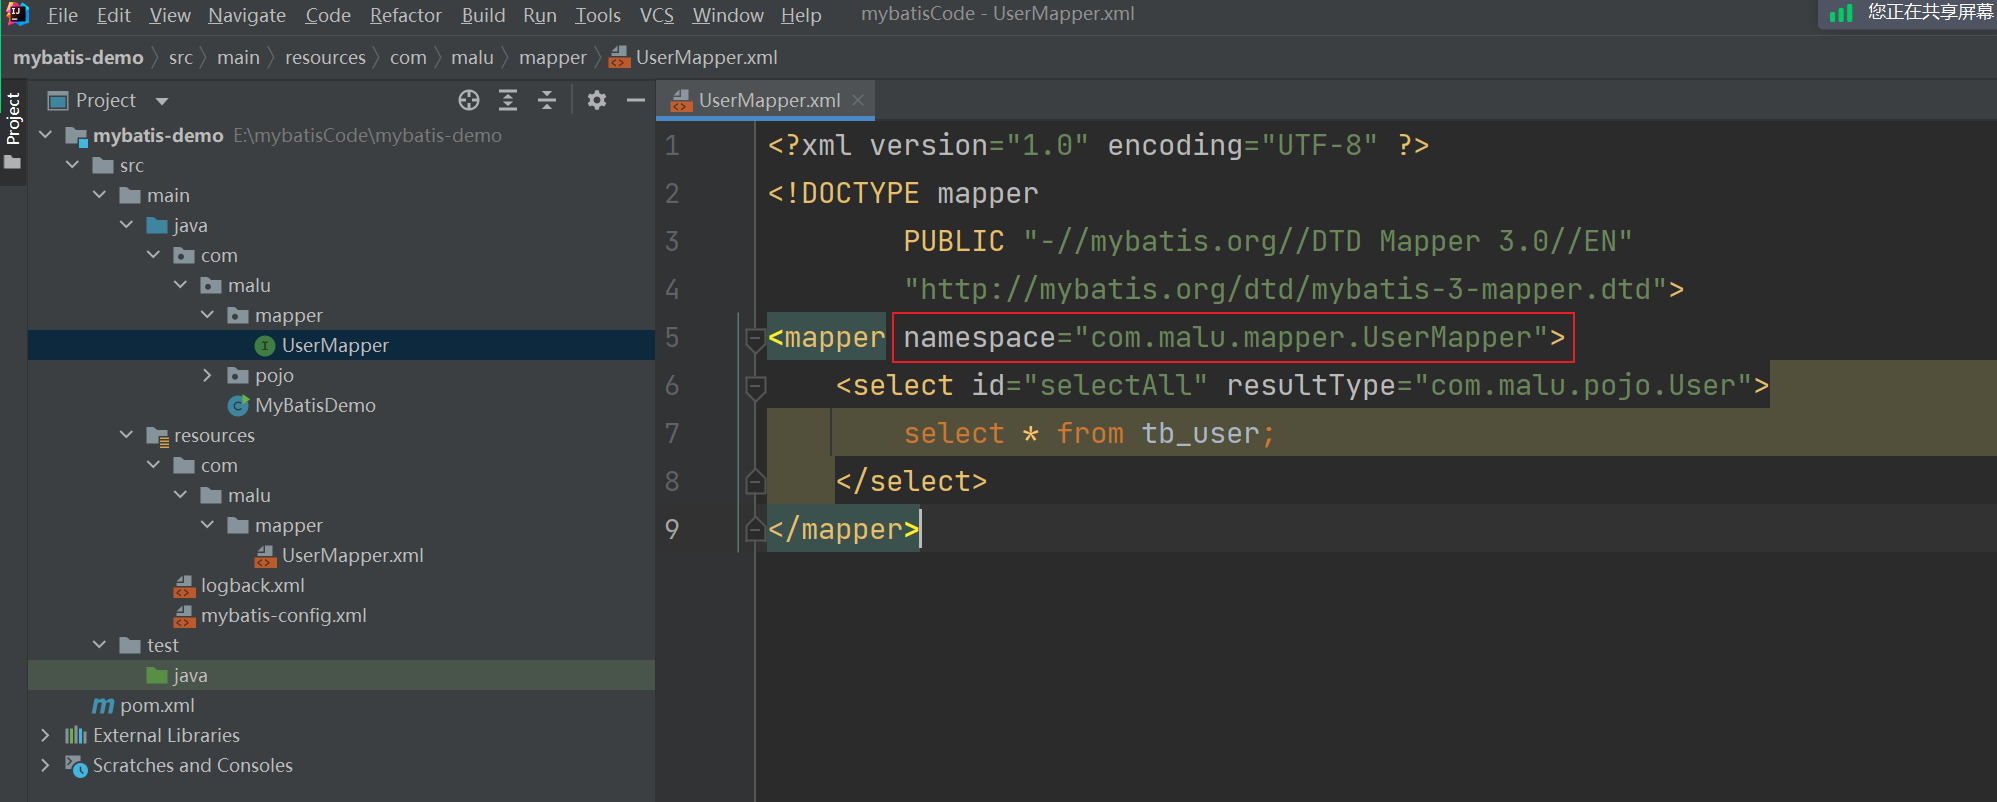 File Edit View Navigate Code Refactor Build Run Tools VCS Window Help mybatisCode - UserMapper.xml 您正在共享屏幕
mybatis-demo src main resources com malu mapper UserMapper.xml
Project
Project
UserMapper.xml
mybatis-demo E:\mybatisCode\mybatis-demo
src
main
java
com
malu
mapper
UserMapper
pojo
MyBatisDemo
resources
com
malu
mapper
UserMapper.xml
logback.xml
mybatis-config.xml
test
java
pom.xml
External Libraries
Scratches and Consoles
1 <?xml version="1.0" encoding="UTF-8" ?>
2 <!DOCTYPE mapper
3 PUBLIC "-//mybatis.org//DTD Mapper 3.0//EN"
4 "http://mybatis.org/dtd/mybatis-3-mapper.dtd">
5 <mapper namespace="com.malu.mapper.UserMapper">
6 <select id="selectAll" resultType="com.malu.pojo.User">
7 select * from tb_user;
8 </select>
9 </mapper>